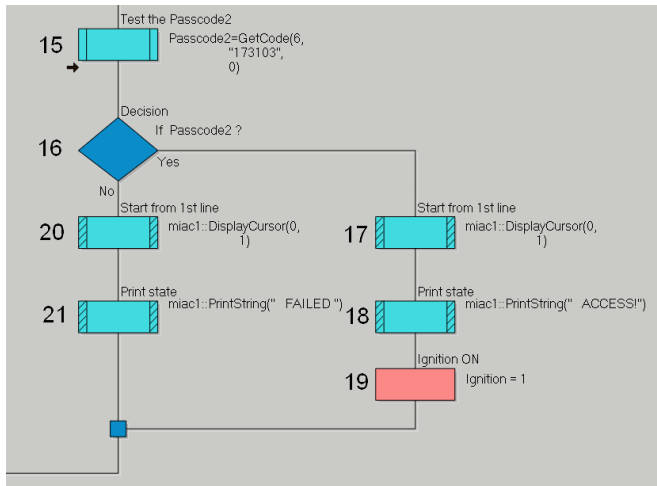 Test the Passcode2
15
Passcode2=GetCode(6,
"173103",
0)
Decision
If Passcode2 ?
16
Yes
No
Start from 1st line
20
miac1::DisplayCursor(0,
1)
Start from 1st line
17
miac1::DisplayCursor(0,
1)
Print state
21
miac1::PrintString("   FAILED ")
Print state
18
miac1::PrintString("   ACCESS!")
Ignition ON
19
Ignition = 1